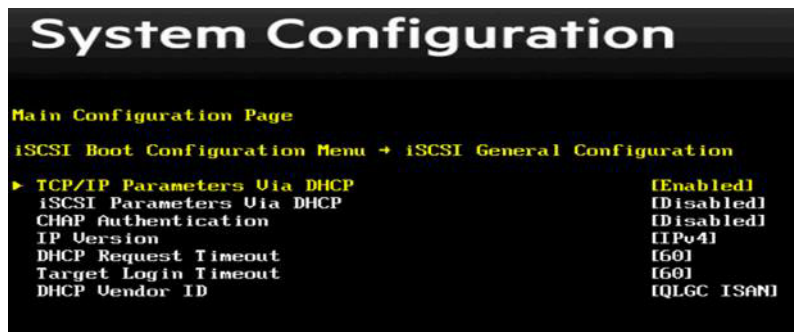 System Configuration
Main Configuration Page
iSCSI Boot Configuration Menu → iSCSI General Configuration
► TCP/IP Parameters Via DHCP [Enabled]
iSCSI Parameters Via DHCP [Disabled]
CHAP Authentication [Disabled]
IP Version [IPv4]
DHCP Request Timeout [60]
Target Login Timeout [60]
DHCP Vendor ID [QLGC ISAN]